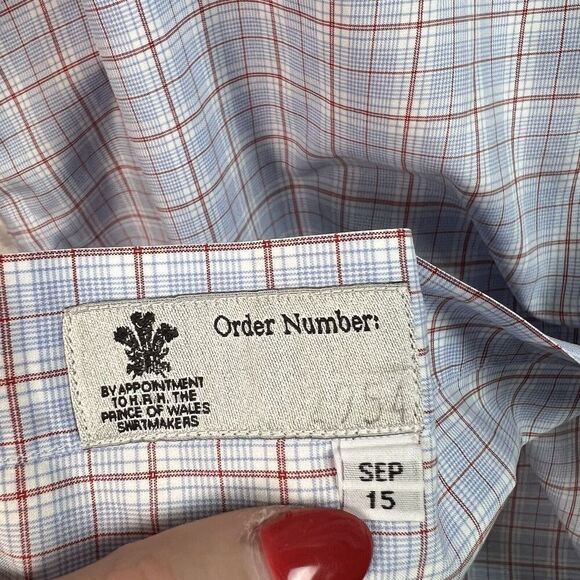 Order Number:
BY APPOINTMENT
TO H.R.H. THE
PRINCE OF WALES
SHIRTMAKERS
SEP
15